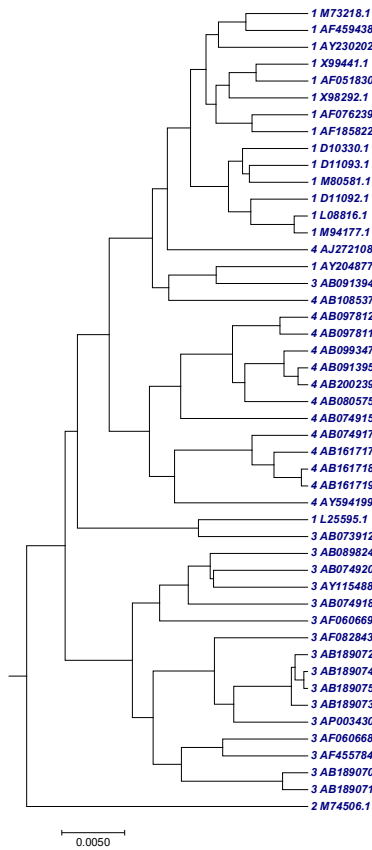 1 M73218.1
1 AF459438
1 AY230202
1 X99441.1
1 AF051830
1 X98292.1
1 AF076239
1 AF185822
1 D10330.1
1 D11093.1
1 M80581.1
1 D11092.1
1 L08816.1
1 M94177.1
4 AJ272108
1 AY204877
3 AB091394
4 AB108537
4 AB097812
4 AB097811
4 AB099347
4 AB091395
4 AB200239
4 AB080575
4 AB074915
4 AB074917
4 AB161717
4 AB161718
4 AB161719
4 AY594199
1 L25595.1
3 AB073912
3 AB089824
3 AB074920
3 AY115488
3 AB074918
3 AF060669
3 AF082843
3 AB189072
3 AB189074
3 AB189075
3 AB189073
3 AP003430
3 AF060668
3 AF455784
3 AB189070
3 AB189071
2 M74506.1
0.0050